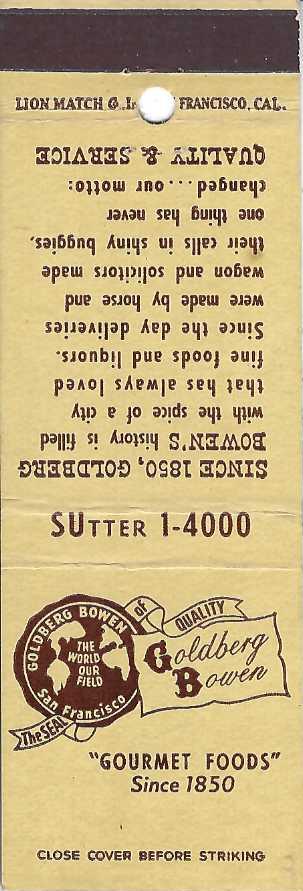 LION MATCH FRANCISCO, CAL.
SINCE 1850, GOLDBERG
BOWEN'S history is filled
with the spice of a city
that has always loved
fine foods and liquors.
Since the day deliveries
were made by horse and
wagon and solicitors made
their calls in shiny buggies,
one thing has never
changed....our motto:
QUALITY & SERVICE
SUTTER 1-4000
GOLDBERG BOWEN
THE
WORLD
OUR
FIELD
San Francisco
The SEAL OF QUALITY
Goldberg
Bowen
"GOURMET FOODS"
Since 1850
CLOSE COVER BEFORE STRIKING